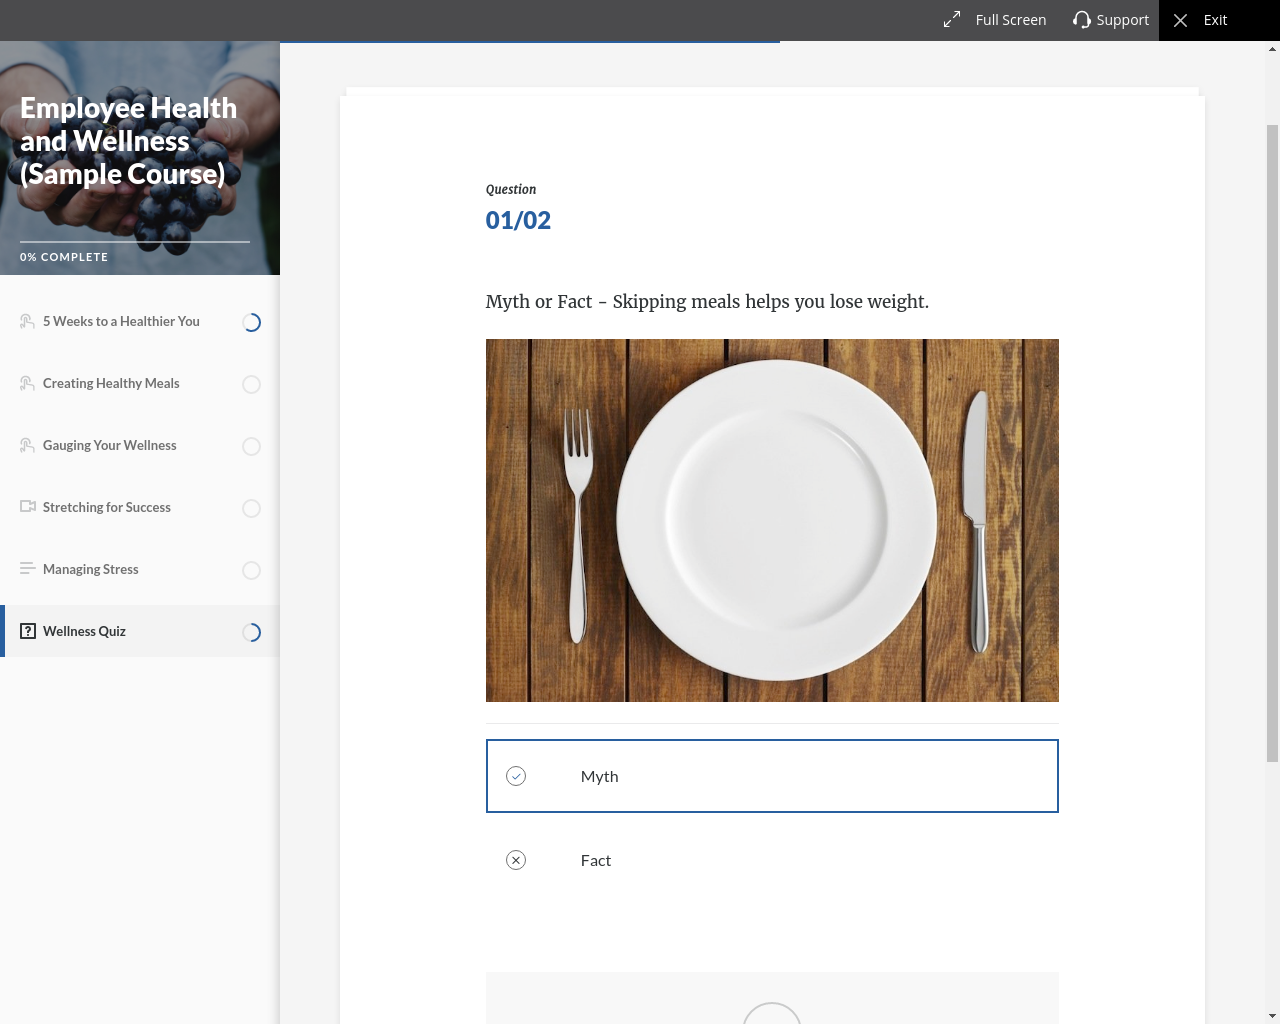 Full Screen
Support
Exit
Employee Health
and Wellness
(Sample Course)
0% COMPLETE
5 Weeks to a Healthier You
Creating Healthy Meals
Gauging Your Wellness
Stretching for Success
Managing Stress
Wellness Quiz
Question
01/02
Myth or Fact - Skipping meals helps you lose weight.
Myth
Fact